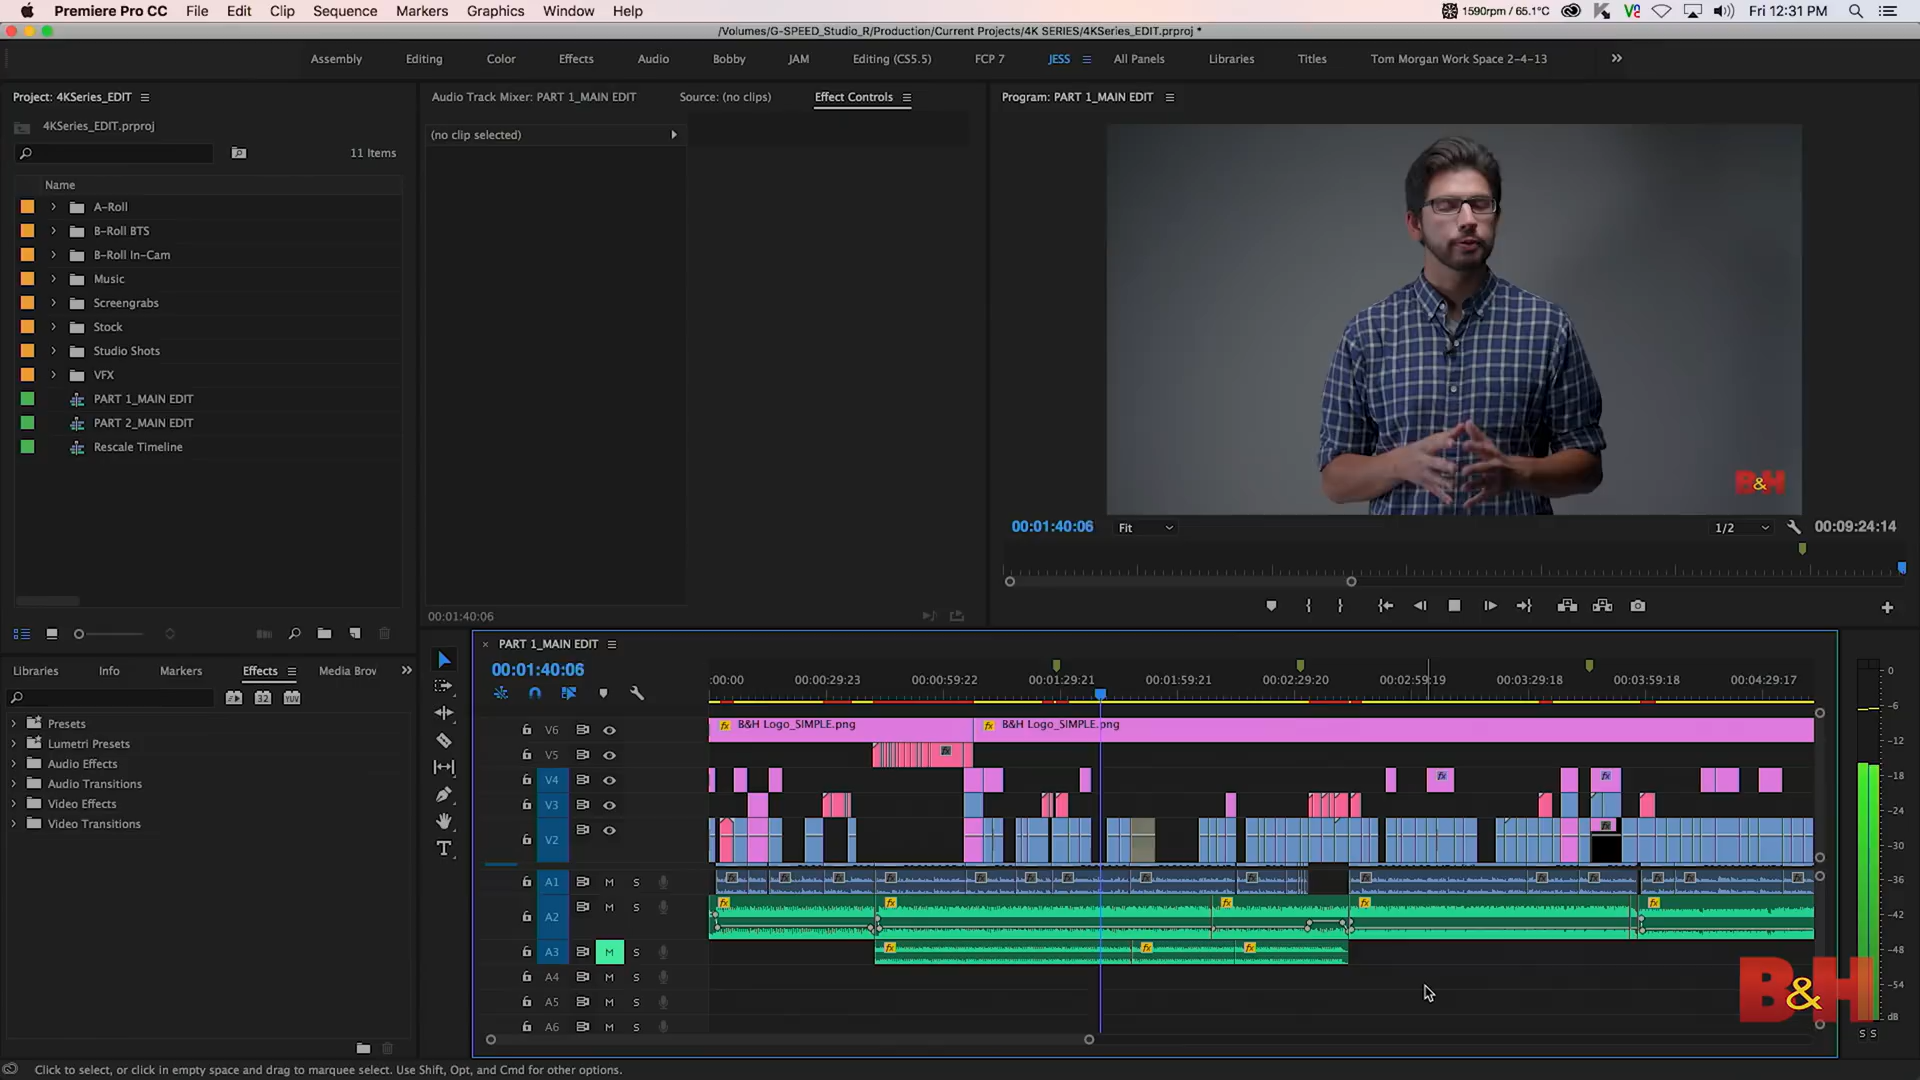 Premiere Pro CC File Edit Clip Sequence Markers Graphics Window Help 1590rpm / 65.1°C Fri 12:31 PM
/Volumes/G-SPEED_Studio_R/Production/Current Projects/4K SERIES/4KSeries_EDIT.prproj *
Assembly Editing Color Effects Audio Bobby JAM Editing (CS5.5) FCP 7 JESS All Panels Libraries Titles Tom Morgan Work Space 2-4-13
Project: 4KSeries_EDIT
4KSeries_EDIT.prproj
11 Items
Name
A-Roll
B-Roll BTS
B-Roll In-Cam
Music
Screengrabs
Stock
Studio Shots
VFX
PART 1_MAIN EDIT
PART 2_MAIN EDIT
Rescale Timeline
Audio Track Mixer: PART 1_MAIN EDIT Source: (no clips) Effect Controls
(no clip selected)
00:01:40:06
Program: PART 1_MAIN EDIT
B&H
00:01:40:06 Fit 1/2 00:09:24:14
Libraries Info Markers Effects Media Brov
32 YUV
Presets
Lumetri Presets
Audio Effects
Audio Transitions
Video Effects
Video Transitions
PART 1_MAIN EDIT
00:01:40:06
:00:00 00:00:29:23 00:00:59:22 00:01:29:21 00:01:59:21 00:02:29:20 00:02:59:19 00:03:29:18 00:03:59:18 00:04:29:17
V6 fx B&H Logo_SIMPLE.png fx B&H Logo_SIMPLE.png
V5
V4
V3
V2
A1 M S
A2 M S
A3 M S
A4 M S
A5 M S
A6 M S
0
-6
-12
-18
-24
-30
-36
-42
-48
-54
dB
S S
B&H
Click to select, or click in empty space and drag to marquee select. Use Shift, Opt, and Cmd for other options.